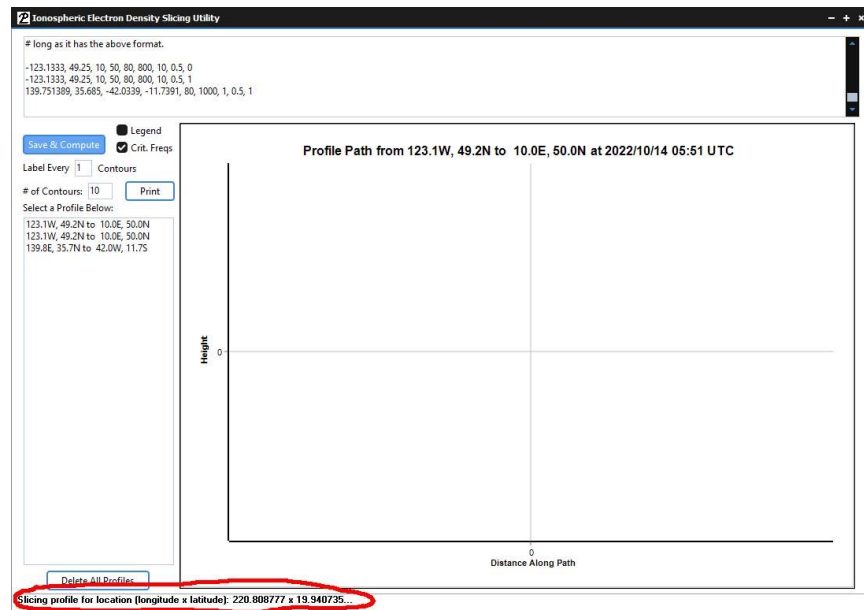 Ionospheric Electron Density Slicing Utility
# long as it has the above format.
-123.1333, 49.25, 10, 50, 80, 800, 10, 0.5, 0
-123.1333, 49.25, 10, 50, 80, 800, 10, 0.5, 1
139.751389, 35.685, -42.0339, -11.7391, 80, 1000, 1, 0.5, 1
Legend
Save & Compute
Crit. Freqs
Label Every 1 Contours
# of Contours: 10 Print
Select a Profile Below:
123.1W, 49.2N to 10.0E, 50.0N
123.1W, 49.2N to 10.0E, 50.0N
139.8E, 35.7N to 42.0W, 11.7S
Profile Path from 123.1W, 49.2N to 10.0E, 50.0N at 2022/10/14 05:51 UTC
Height
0
0
Distance Along Path
Delete All Profiles
Slicing profile for location (longitude x latitude): 220.808777 x 19.940735...